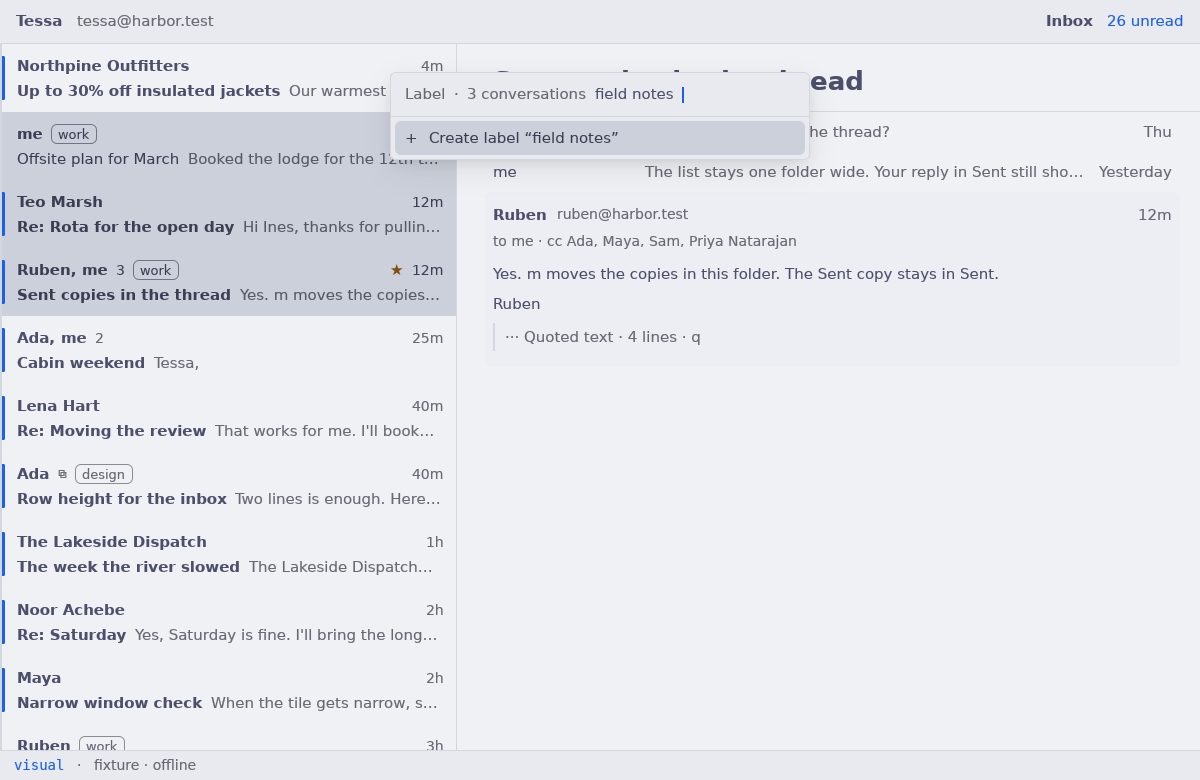 Tessa tessa@harbor.test
Inbox 26 unread
Northpine Outfitters 4m
Up to 30% off insulated jackets Our warmest
me work
Offsite plan for March Booked the lodge for the 12th t…
Teo Marsh 12m
Re: Rota for the open day Hi Ines, thanks for pullin…
Ruben, me 3 work ★ 12m
Sent copies in the thread Yes. m moves the copies…
Ada, me 2 25m
Cabin weekend Tessa,
Lena Hart 40m
Re: Moving the review That works for me. I'll book…
Ada design 40m
Row height for the inbox Two lines is enough. Here…
The Lakeside Dispatch 1h
The week the river slowed The Lakeside Dispatch…
Noor Achebe 2h
Re: Saturday Yes, Saturday is fine. I'll bring the long…
Maya 2h
Narrow window check When the tile gets narrow, s…
Ruben work 3h
Label · 3 conversations field notes
+ Create label “field notes”
ead
he thread? Thu
me The list stays one folder wide. Your reply in Sent still sho… Yesterday
Ruben ruben@harbor.test 12m
to me · cc Ada, Maya, Sam, Priya Natarajan
Yes. m moves the copies in this folder. The Sent copy stays in Sent.
Ruben
··· Quoted text · 4 lines · q
visual · fixture · offline